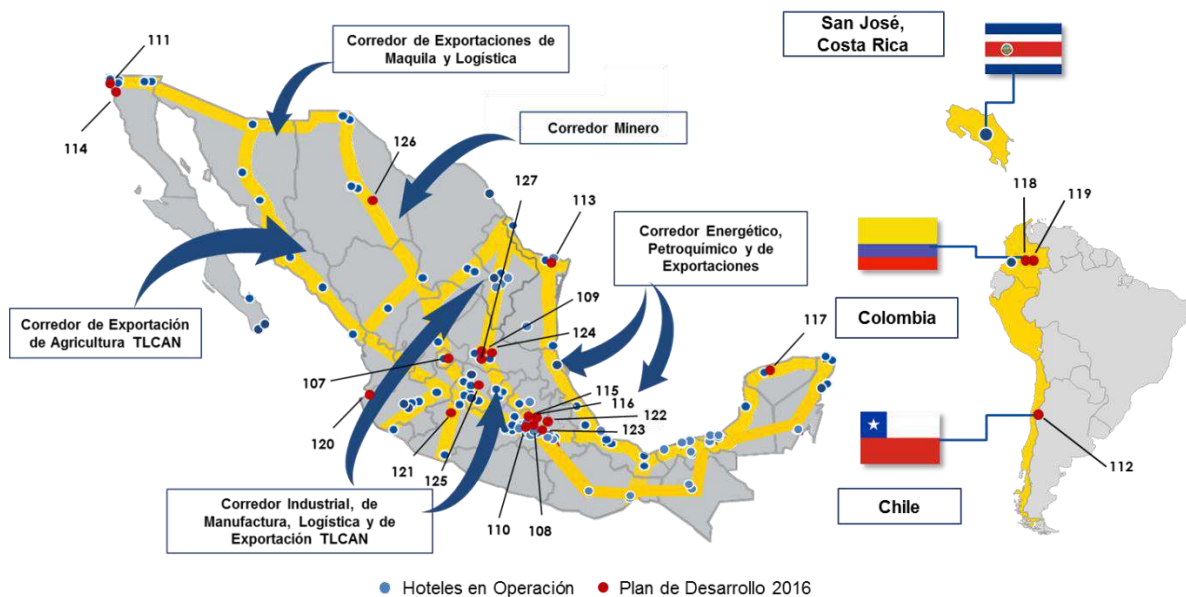 111
Corredor de Exportaciones de
Maquila y Logística
114
Corredor Minero
126
127
113
Corredor Energético,
Petroquímico y de
Exportaciones
109
124
Corredor de Exportación
de Agricultura TLCAN
107
117
115
116
122
123
120
121
125
110
108
Corredor Industrial, de
Manufactura, Logística y de
Exportación TLCAN
San José,
Costa Rica
118
119
Colombia
112
Chile
Hoteles en Operación
Plan de Desarrollo 2016